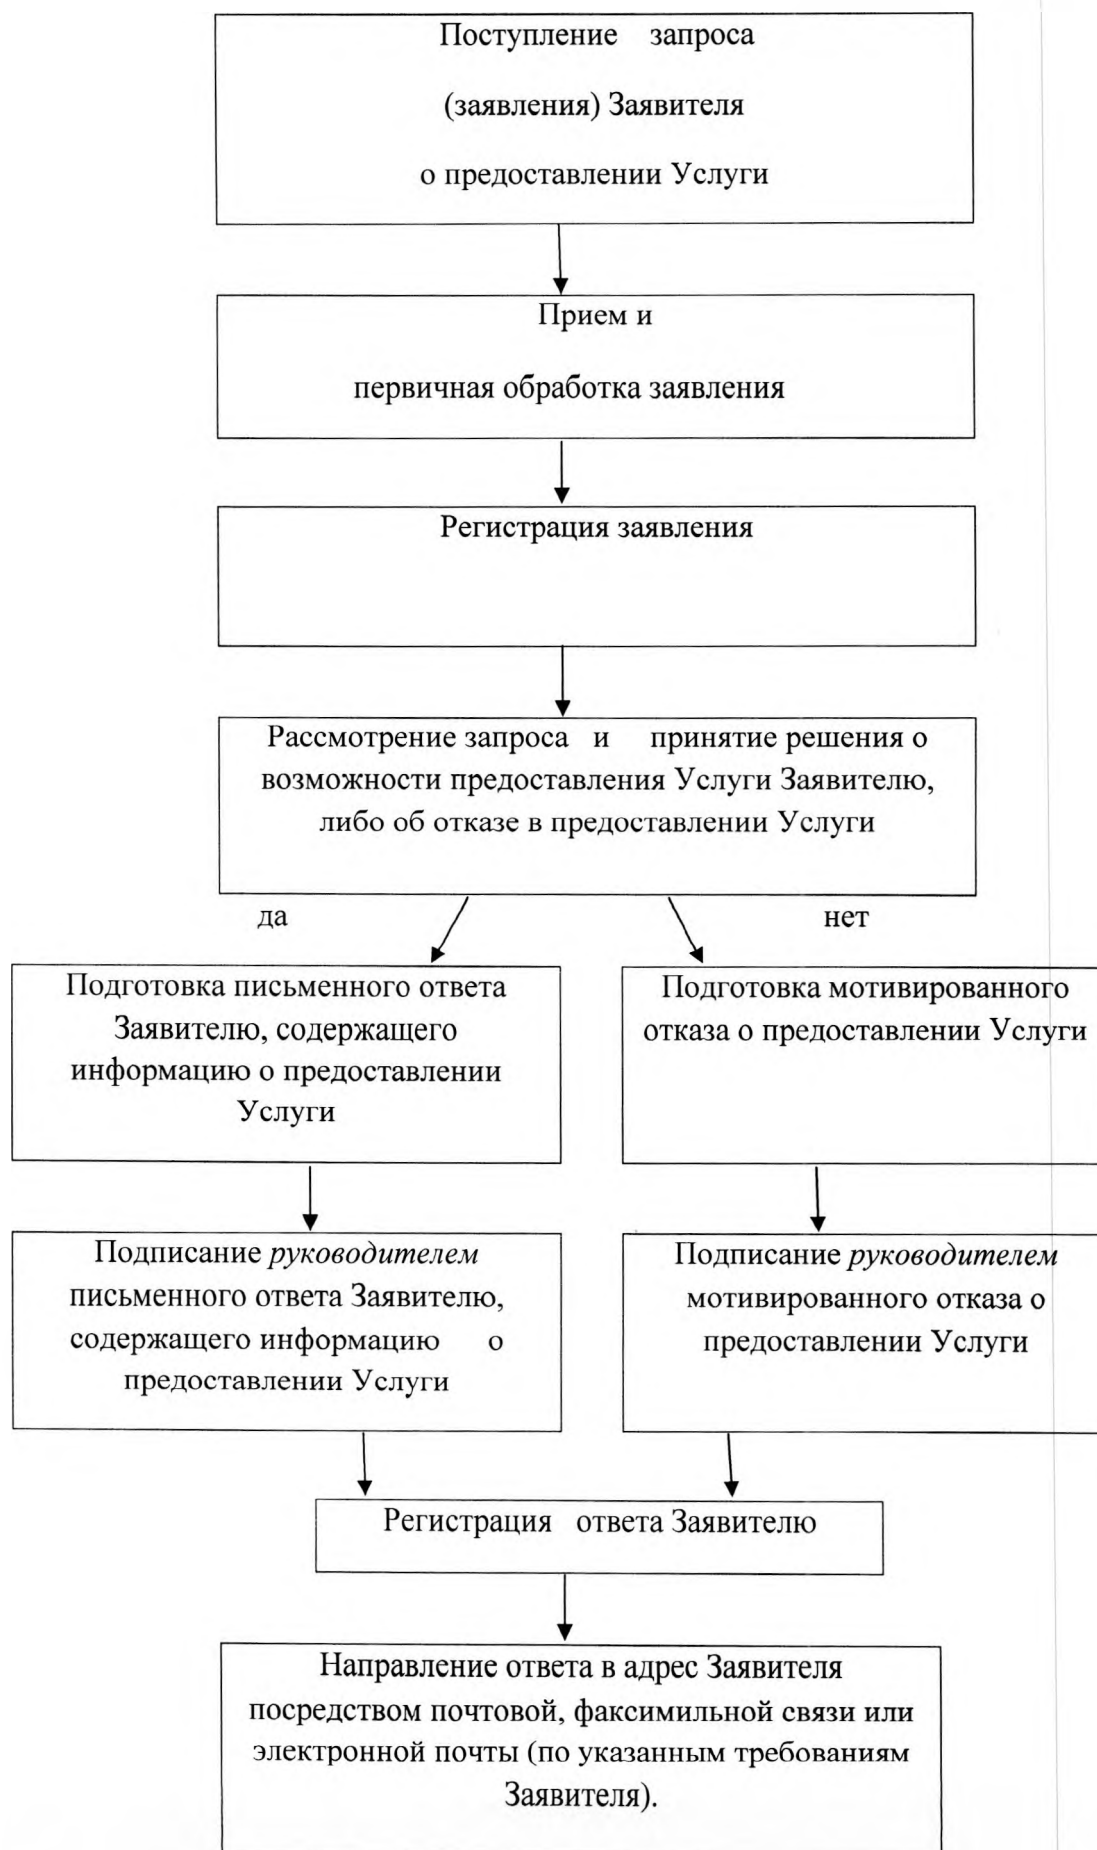 Поступление запроса
(заявления) Заявителя
о предоставлении Услуги
Прием и
первичная обработка заявления
Регистрация заявления
Рассмотрение запроса и принятие решения о
возможности предоставления Услуги Заявителю,
либо об отказе в предоставлении Услуги
да
нет
Подготовка письменного ответа
Заявителю, содержащего
информацию о предоставлении
Услуги
Подготовка мотивированного
отказа о предоставлении Услуги
Подписание руководителем
письменного ответа Заявителю,
содержащего информацию о
предоставлении Услуги
Подписание руководителем
мотивированного отказа о
предоставлении Услуги
Регистрация ответа Заявителю
Направление ответа в адрес Заявителя
посредством почтовой, факсимильной связи или
электронной почты (по указанным требованиям
Заявителя).